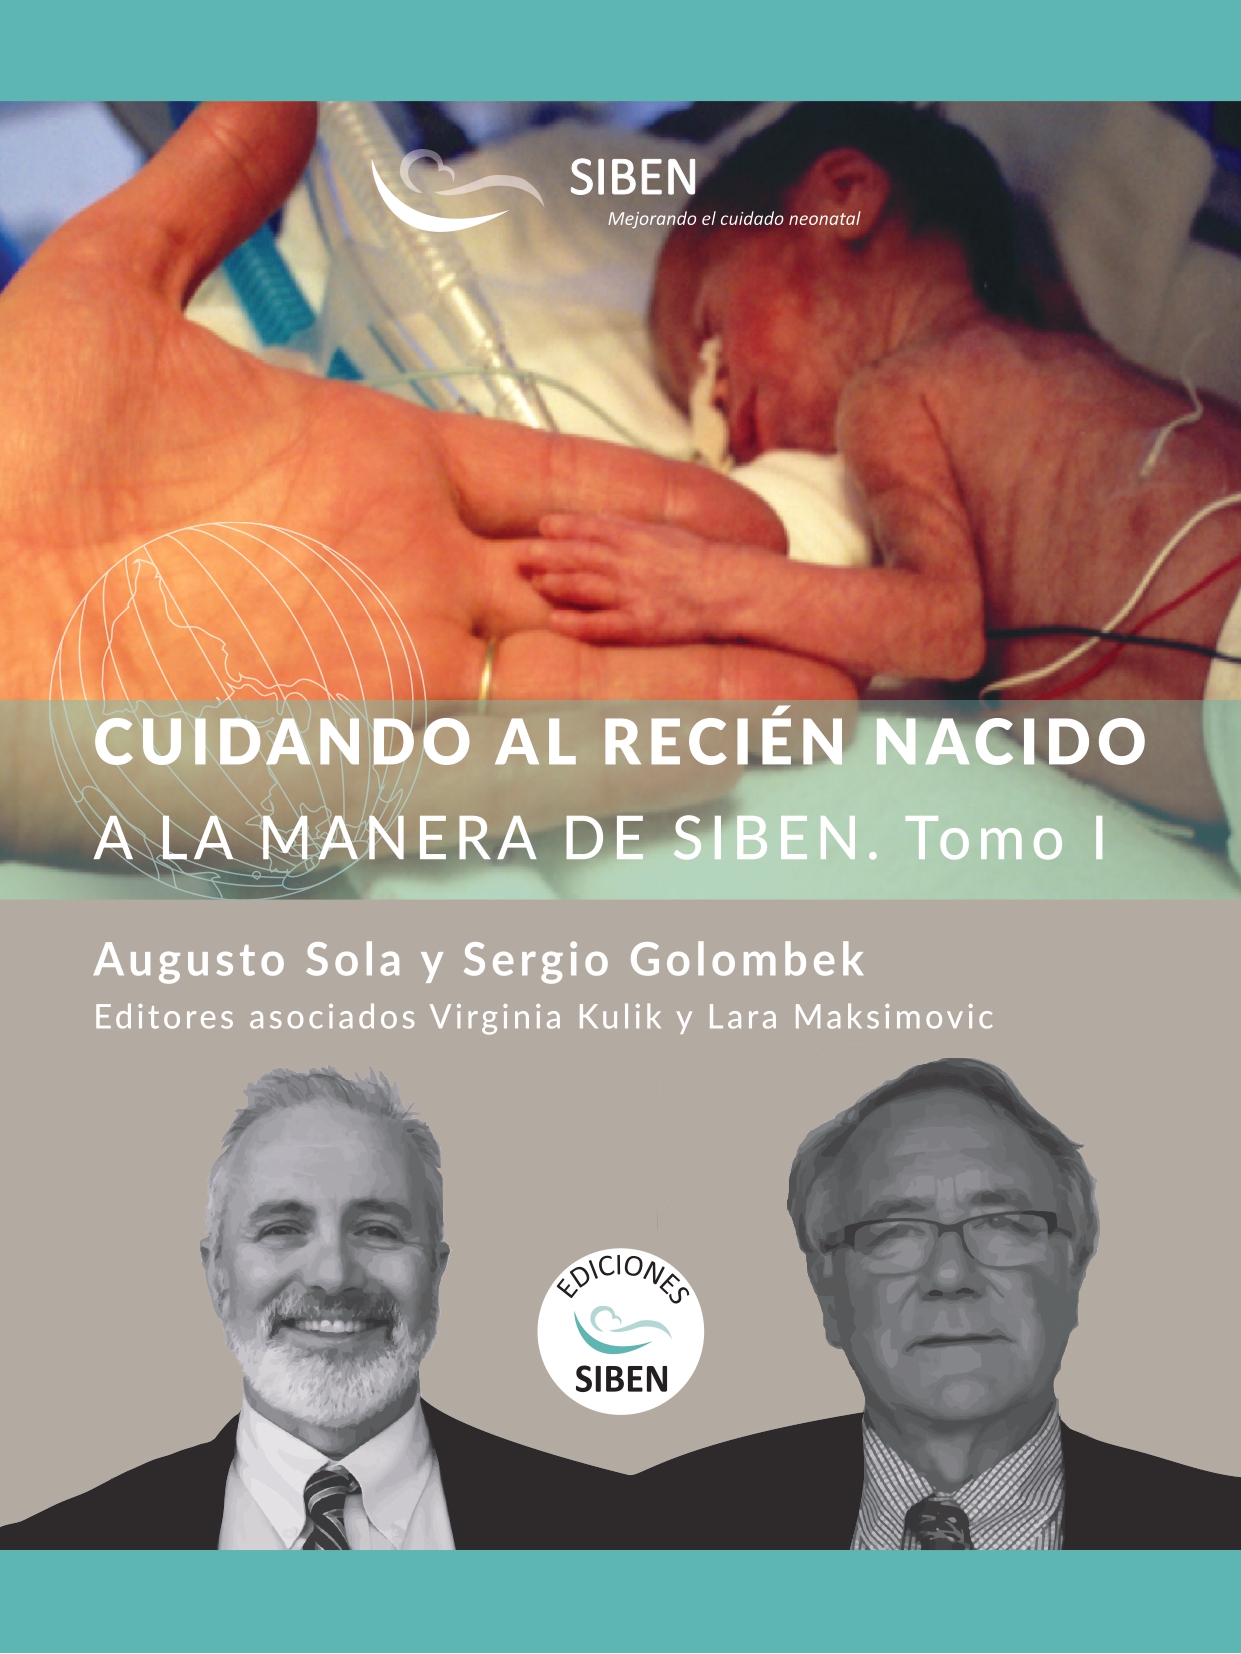 SIBEN
Mejorando el cuidado neonatal
CUIDANDO AL RECIÉN NACIDO
A LA MANERA DE SIBEN. Tomo I
Augusto Sola y Sergio Golombek
Editores asociados Virginia Kulik y Lara Maksimovic
EDICIONES
SIBEN